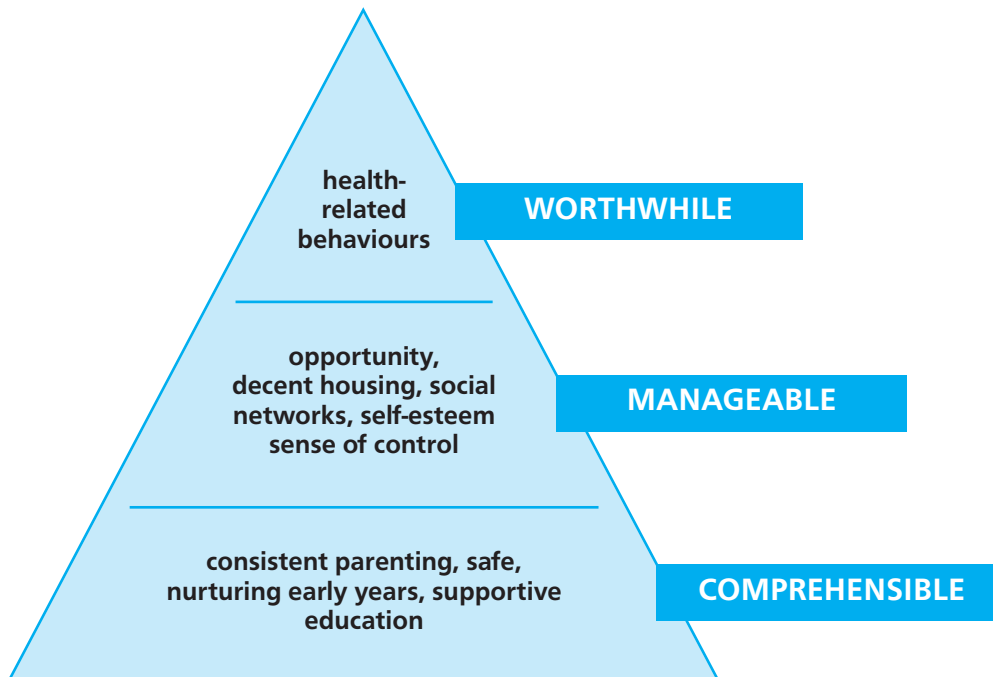 health-
related
behaviours
WORTHWHILE
opportunity,
decent housing, social
networks, self-esteem
sense of control
MANAGEABLE
consistent parenting, safe,
nurturing early years, supportive
education
COMPREHENSIBLE